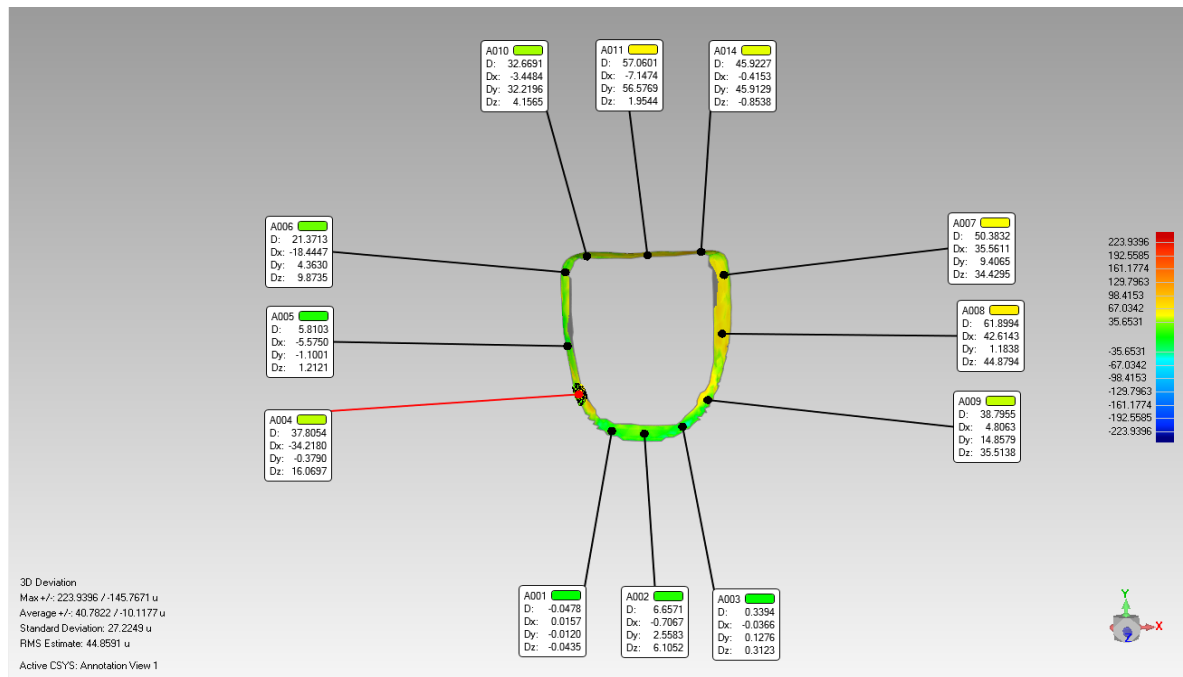 A010
D: 32.6691
Dx: -3.4484
Dy: 32.2196
Dz: 4.1565
A011
D: 57.0601
Dx: -7.1474
Dy: 56.5769
Dz: 1.9544
A014
D: 45.9227
Dx: -0.4153
Dy: 45.9129
Dz: -0.8538
A006
D: 21.3713
Dx: -18.4447
Dy: 4.3630
Dz: 9.8735
A007
D: 50.3832
Dx: 35.5611
Dy: 9.4065
Dz: 34.4295
A005
D: 5.8103
Dx: -5.5750
Dy: -1.1001
Dz: 1.2121
A008
D: 61.8994
Dx: 42.6143
Dy: 1.1838
Dz: 44.8794
A004
D: 37.8054
Dx: -34.2180
Dy: -0.3790
Dz: 16.0697
A009
D: 38.7955
Dx: 4.8063
Dy: 14.8579
Dz: 35.5138
A001
D: -0.0478
Dx: 0.0157
Dy: -0.0120
Dz: -0.0435
A002
D: 6.6571
Dx: -0.7067
Dy: 2.5583
Dz: 6.1052
A003
D: 0.3394
Dx: -0.0366
Dy: 0.1276
Dz: 0.3123
223.9396
192.5585
161.1774
129.7963
98.4153
67.0342
35.6531
-35.6531
-67.0342
-98.4153
-129.7963
-161.1774
-192.5585
-223.9396
3D Deviation
Max +/-: 223.9396 / -145.7671 u
Average +/-: 40.7822 / -10.1177 u
Standard Deviation: 27.2249 u
RMS Estimate: 44.8591 u
Active CSYS: Annotation View 1
Y
X
Z